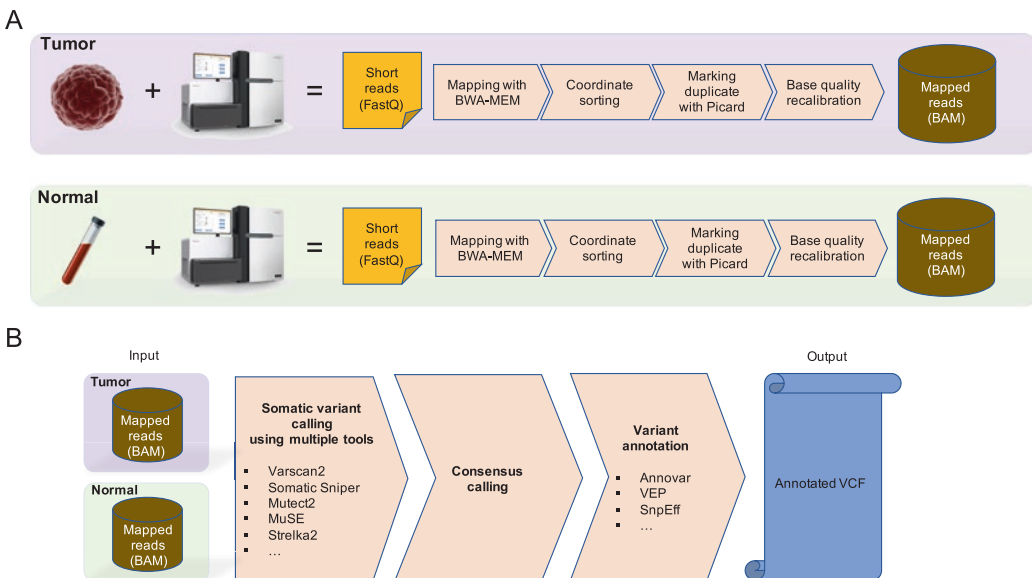 A
Tumor
+
=
Short
reads
(FastQ)
Mapping with
BWA-MEM
Coordinate
sorting
Marking
duplicate
with Picard
Base quality
recalibration
Mapped
reads
(BAM)
Normal
+
=
Short
reads
(FastQ)
Mapping with
BWA-MEM
Coordinate
sorting
Marking
duplicate
with Picard
Base quality
recalibration
Mapped
reads
(BAM)
B
Input
Tumor
Mapped
reads
(BAM)
Normal
Mapped
reads
(BAM)
Somatic variant
calling
using multiple tools
▪ Varscan2
▪ Somatic Sniper
▪ Mutect2
▪ MuSE
▪ Strelka2
▪ …
Consensus
calling
Variant
annotation
▪ Annovar
▪ VEP
▪ SnpEff
▪ …
Output
Annotated VCF